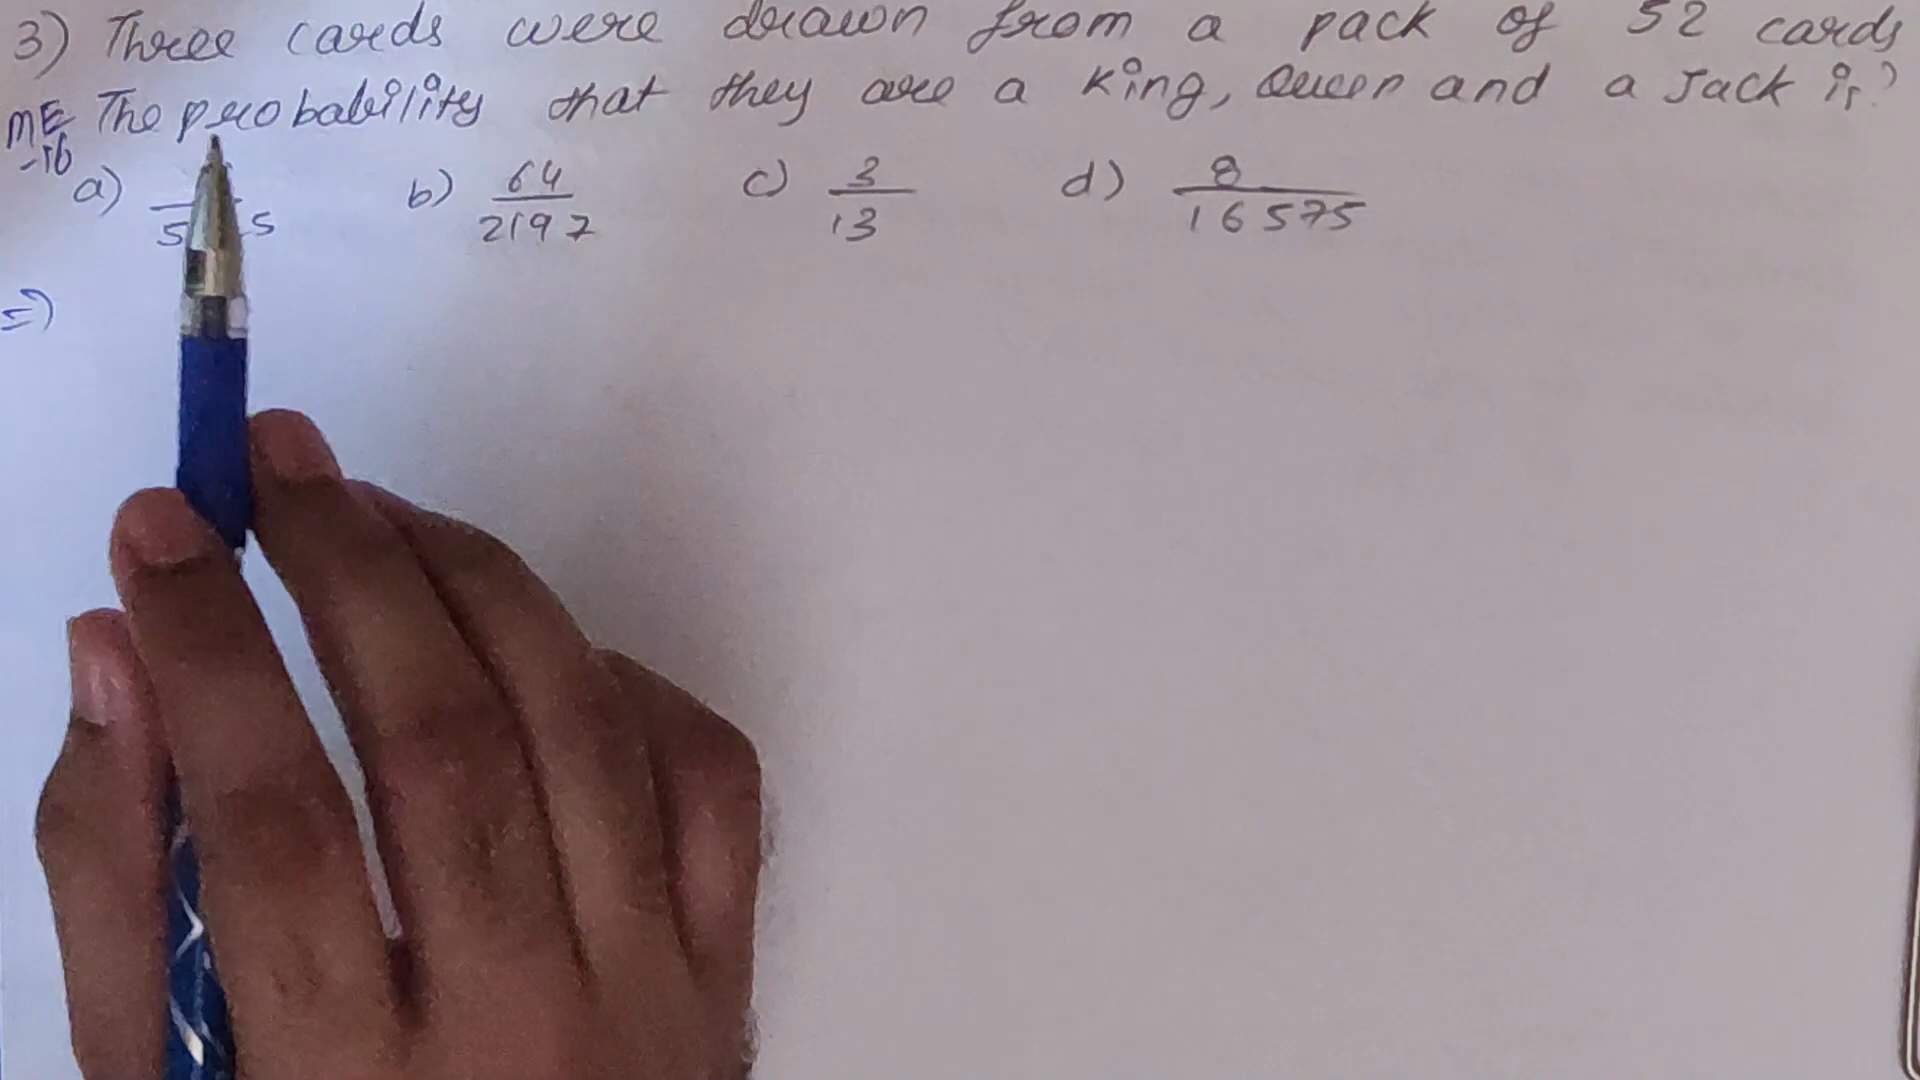 3) Three cards were drawn from a pack of 52 cards
ME The probability that they are a King, Queen and a Jack is?
-16
a) b) 64/2197 c) 3/13 d) 8/16575
=)